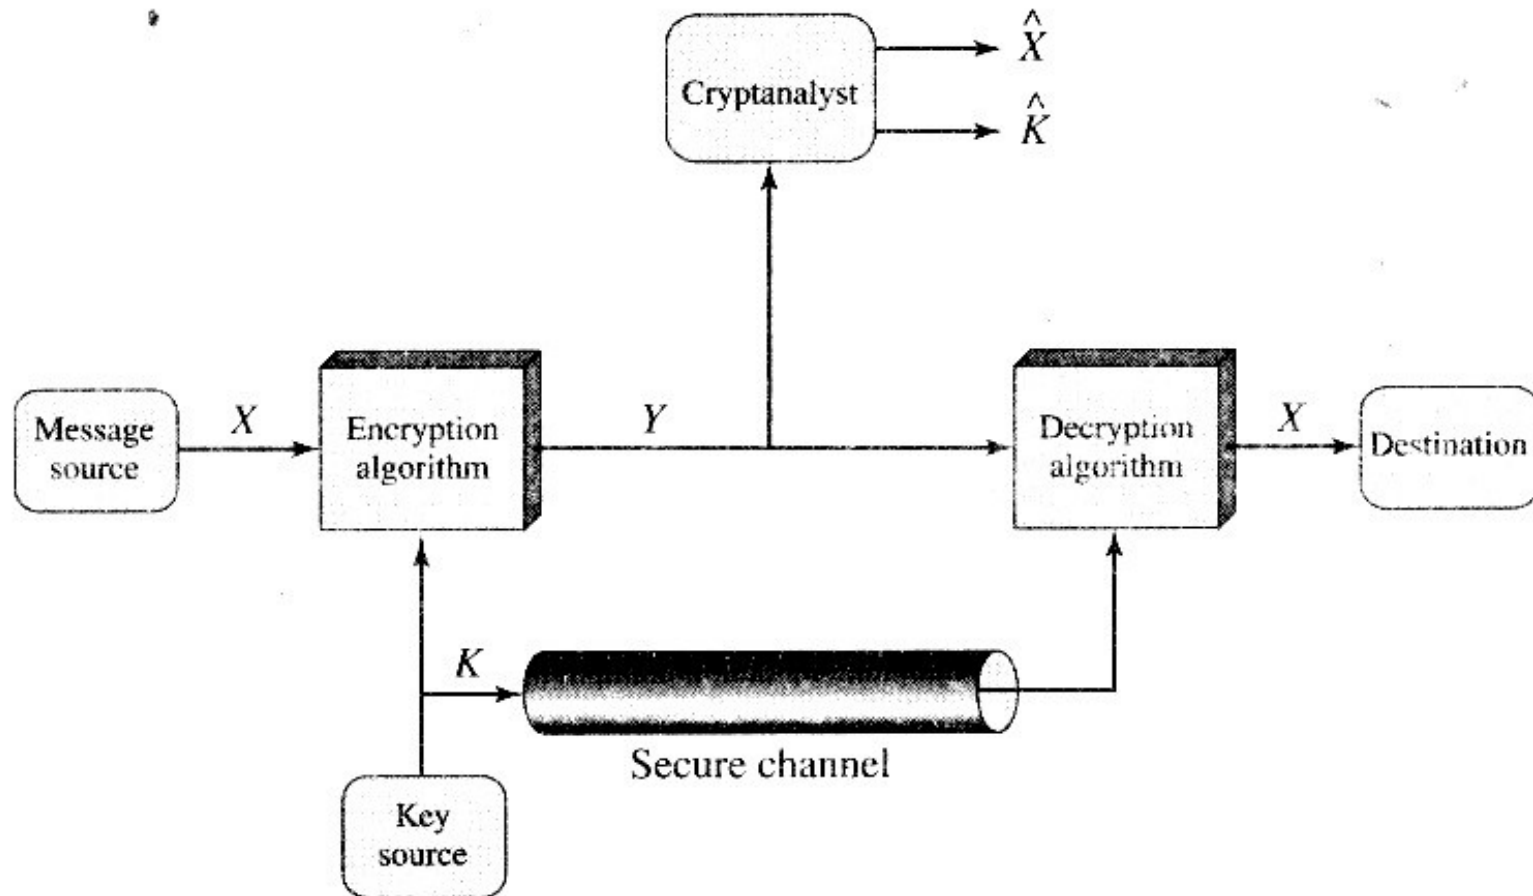 X̂
Cryptanalyst
K̂
Message
source
X
Encryption
algorithm
Y
Decryption
algorithm
X
Destination
K
Secure channel
Key
source